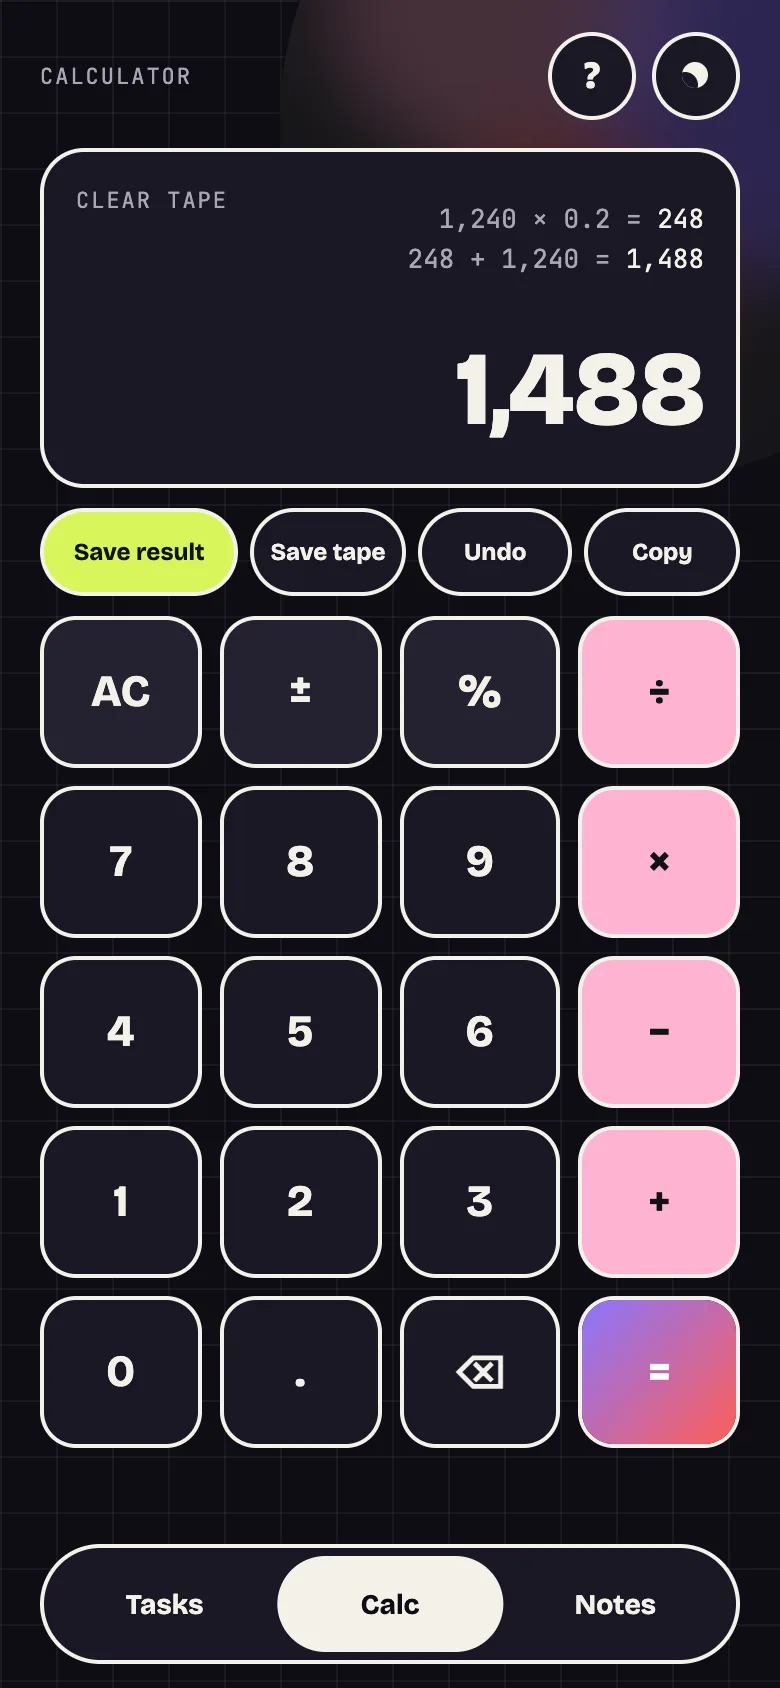 CALCULATOR
?
CLEAR TAPE
1,240 × 0.2 = 248
248 + 1,240 = 1,488
1,488
Save result Save tape Undo Copy
AC ± % ÷
7 8 9 ×
4 5 6 −
1 2 3 +
0 . =
Tasks Calc Notes